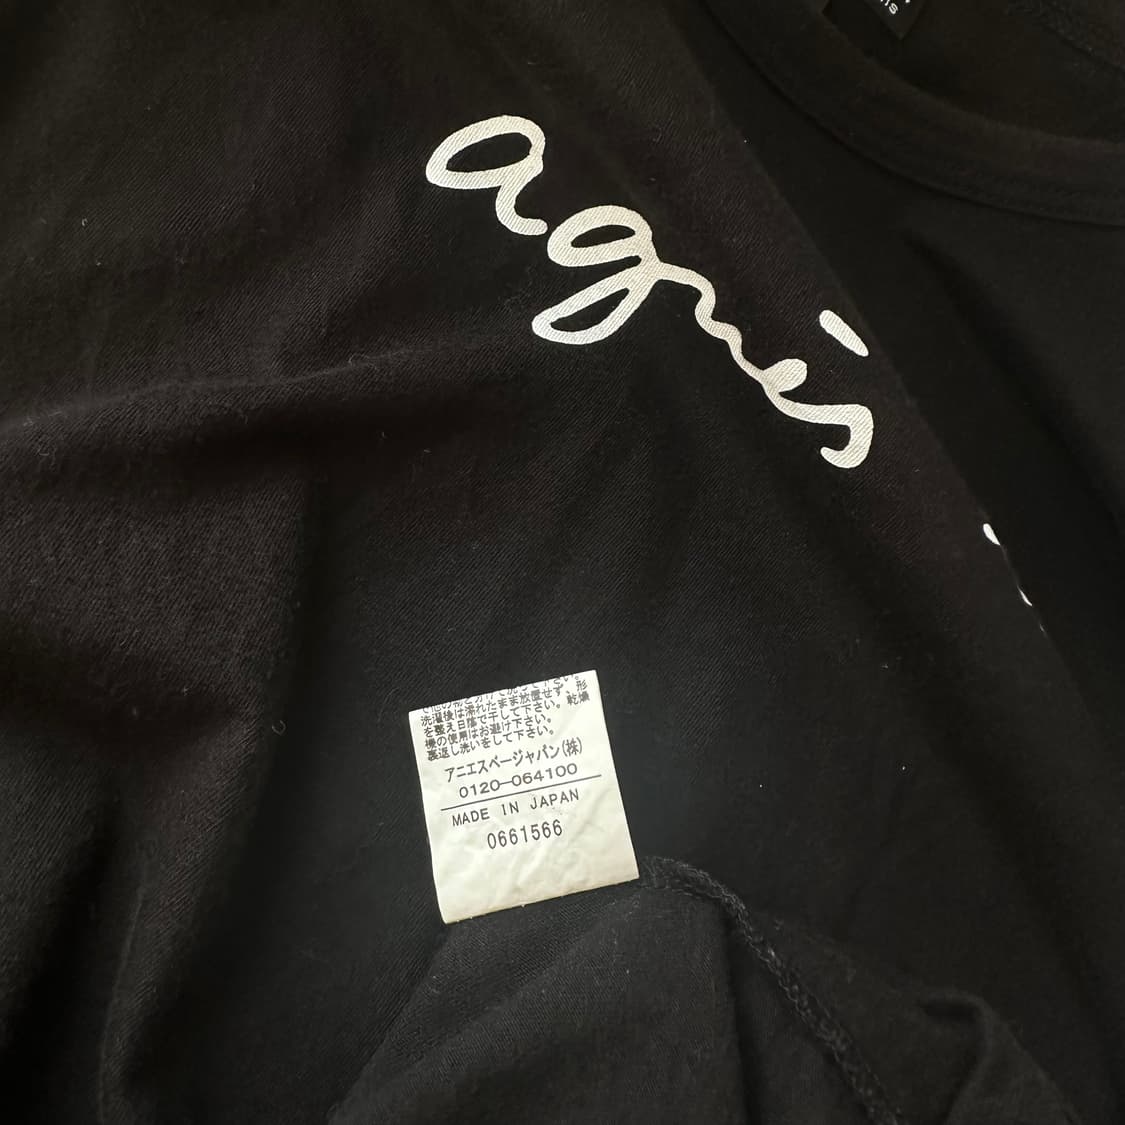 agnès
洗濯後は濡れたまま放置せず、形
を整え日陰で干して下さい。乾燥
機の使用はお避け下さい。
裏返し洗いをして下さい。
アニエスベージャパン(株)
0120-064100
MADE IN JAPAN
0661566